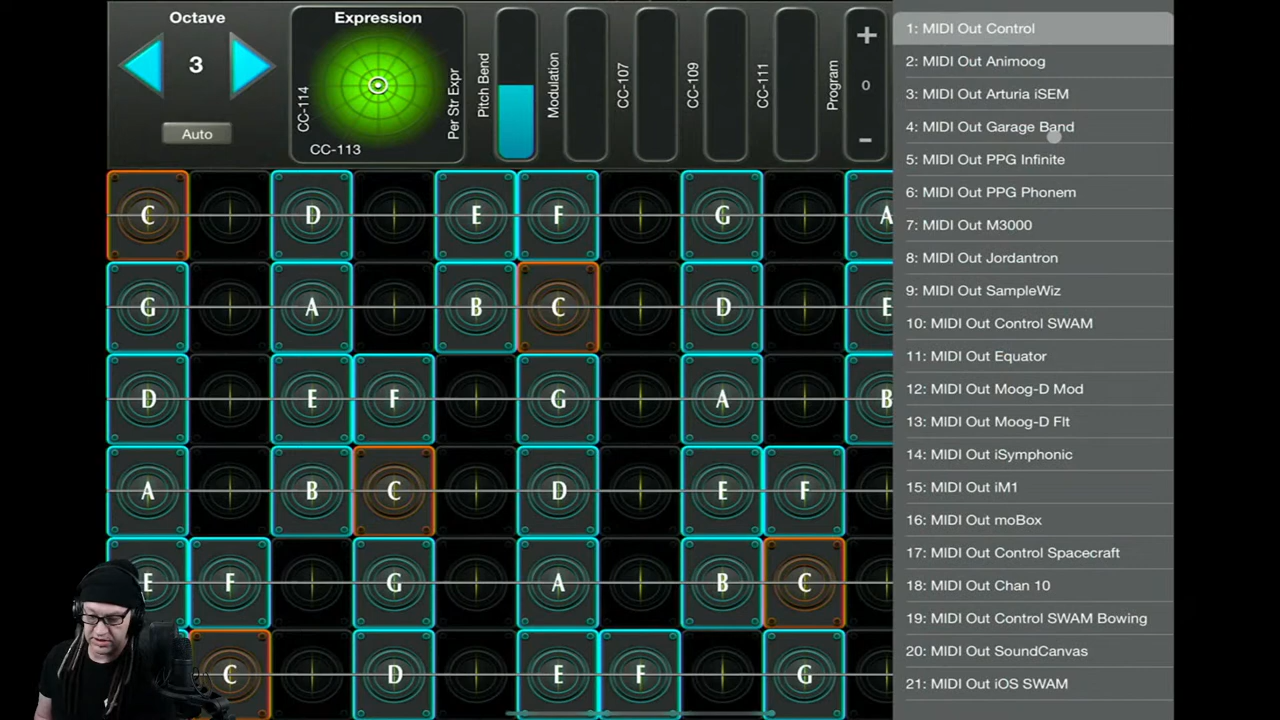 Octave
3
Auto
Expression
CC-114
CC-113
Per Str Expr
Pitch Bend
Modulation
CC-107
CC-109
CC-111
Program
+
0
−
C D E F G A
G A B C D E
D E F G A B
A B C D E F
E F G A B C
C D E F G
1: MIDI Out Control
2: MIDI Out Animoog
3: MIDI Out Arturia iSEM
4: MIDI Out Garage Band
5: MIDI Out PPG Infinite
6: MIDI Out PPG Phonem
7: MIDI Out M3000
8: MIDI Out Jordantron
9: MIDI Out SampleWiz
10: MIDI Out Control SWAM
11: MIDI Out Equator
12: MIDI Out Moog-D Mod
13: MIDI Out Moog-D Flt
14: MIDI Out iSymphonic
15: MIDI Out iM1
16: MIDI Out moBox
17: MIDI Out Control Spacecraft
18: MIDI Out Chan 10
19: MIDI Out Control SWAM Bowing
20: MIDI Out SoundCanvas
21: MIDI Out iOS SWAM